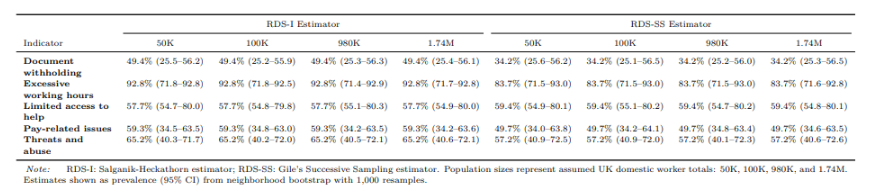 RDS-I Estimator RDS-SS Estimator
Indicator 50K 100K 980K 1.74M 50K 100K 980K 1.74M
Document withholding 49.4% (25.5–56.2) 49.4% (25.2–55.9) 49.4% (25.3–56.3) 49.4% (25.4–56.1) 34.2% (25.6–56.2) 34.2% (25.1–56.5) 34.2% (25.2–56.0) 34.2% (25.3–56.5)
Excessive working hours 92.8% (71.8–92.8) 92.8% (71.8–92.5) 92.8% (71.4–92.9) 92.8% (71.7–92.8) 83.7% (71.5–93.0) 83.7% (71.5–93.0) 83.7% (71.5–93.0) 83.7% (71.6–92.8)
Limited access to help 57.7% (54.7–80.0) 57.7% (54.8–79.8) 57.7% (55.1–80.3) 57.7% (54.9–80.0) 59.4% (54.9–80.1) 59.4% (55.1–80.2) 59.4% (54.7–80.2) 59.4% (54.8–80.1)
Pay-related issues 59.3% (34.5–63.5) 59.3% (34.8–63.0) 59.3% (34.2–63.5) 59.3% (34.2–63.6) 49.7% (34.0–63.8) 49.7% (34.2–64.1) 49.7% (34.8–63.4) 49.7% (34.6–63.5)
Threats and abuse 65.2% (40.3–71.7) 65.2% (40.2–72.0) 65.2% (40.5–72.1) 65.2% (40.6–72.1) 57.2% (40.9–72.5) 57.2% (40.9–72.0) 57.2% (40.1–72.3) 57.2% (40.6–72.6)
Note: RDS-I: Salganik-Heckathorn estimator; RDS-SS: Gile's Successive Sampling estimator. Population sizes represent assumed UK domestic worker totals: 50K, 100K, 980K, and 1.74M.
Estimates shown as prevalence (95% CI) from neighborhood bootstrap with 1,000 resamples.